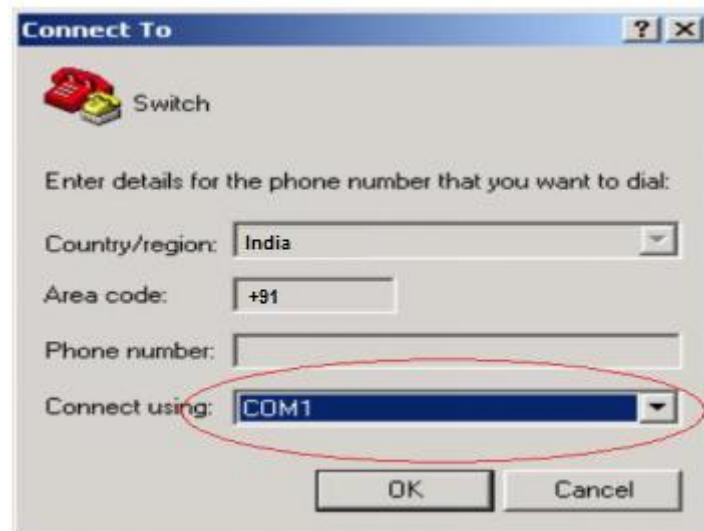 Connect To
Switch
Enter details for the phone number that you want to dial:
Country/region: India
Area code: +91
Phone number:
Connect using: COM1
OK Cancel